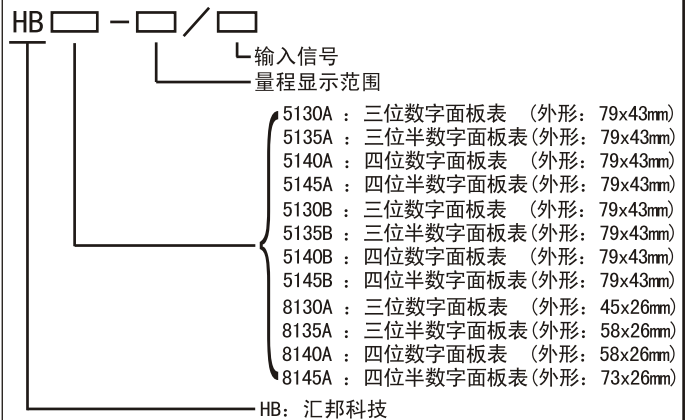 HB□-□/□
输入信号
量程显示范围
5130A : 三位数字面板表 (外形: 79x43mm)
5135A : 三位半数字面板表(外形: 79x43mm)
5140A : 四位数字面板表 (外形: 79x43mm)
5145A : 四位半数字面板表(外形: 79x43mm)
5130B : 三位数字面板表 (外形: 79x43mm)
5135B : 三位半数字面板表(外形: 79x43mm)
5140B : 四位数字面板表 (外形: 79x43mm)
5145B : 四位半数字面板表(外形: 79x43mm)
8130A : 三位数字面板表 (外形: 45x26mm)
8135A : 三位半数字面板表(外形: 58x26mm)
8140A : 四位数字面板表 (外形: 58x26mm)
8145A : 四位半数字面板表(外形: 73x26mm)
HB: 汇邦科技